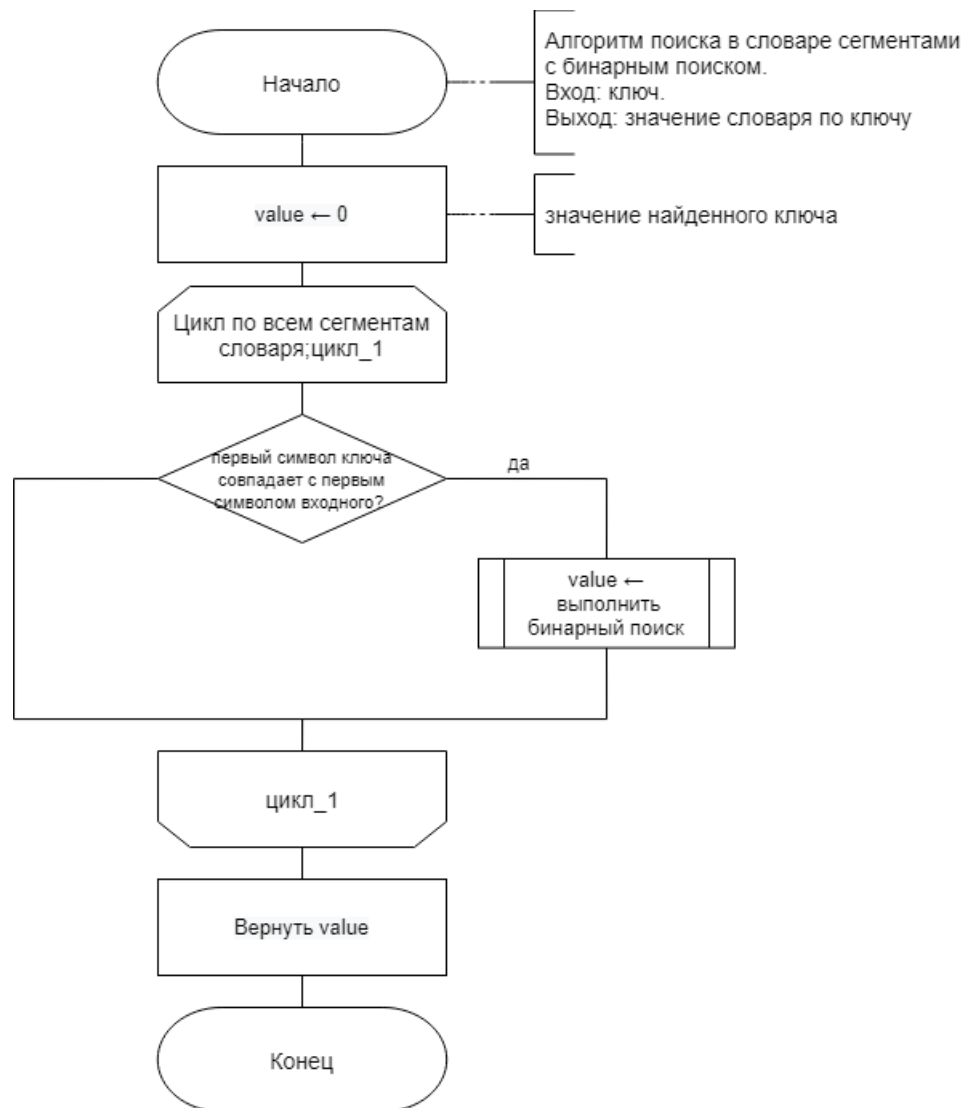 Начало
Алгоритм поиска в словаре сегментами
с бинарным поиском.
Вход: ключ.
Выход: значение словаря по ключу
value ← 0
значение найденного ключа
Цикл по всем сегментам
словаря;цикл_1
первый символ ключа
совпадает с первым
символом входного?
да
value ←
выполнить
бинарный поиск
цикл_1
Вернуть value
Конец